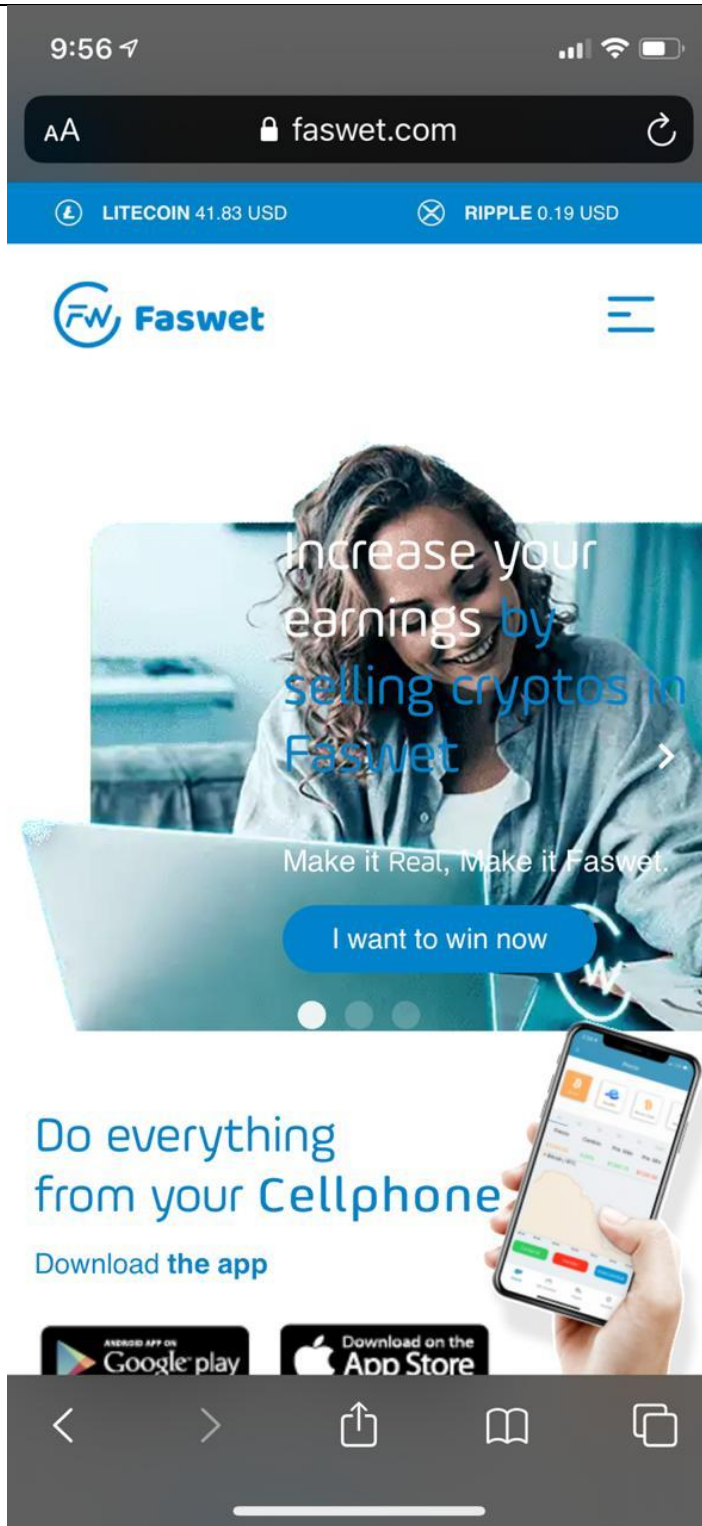 9:56
AA faswet.com
LITECOIN 41.83 USD RIPPLE 0.19 USD
FW Faswet
Increase your
earnings by
selling cryptos in
Faswet
Make it Real, Make it Faswet.
I want to win now
Do everything
from your Cellphone
Download the app
ANDROID APP ON
Google play
Download on the
App Store